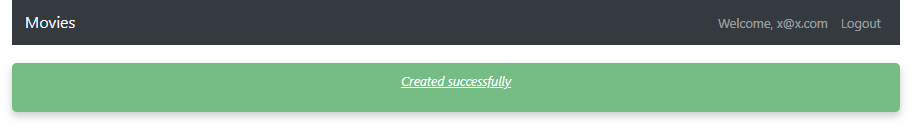 Movies
Welcome, x@x.com Logout
Created successfully